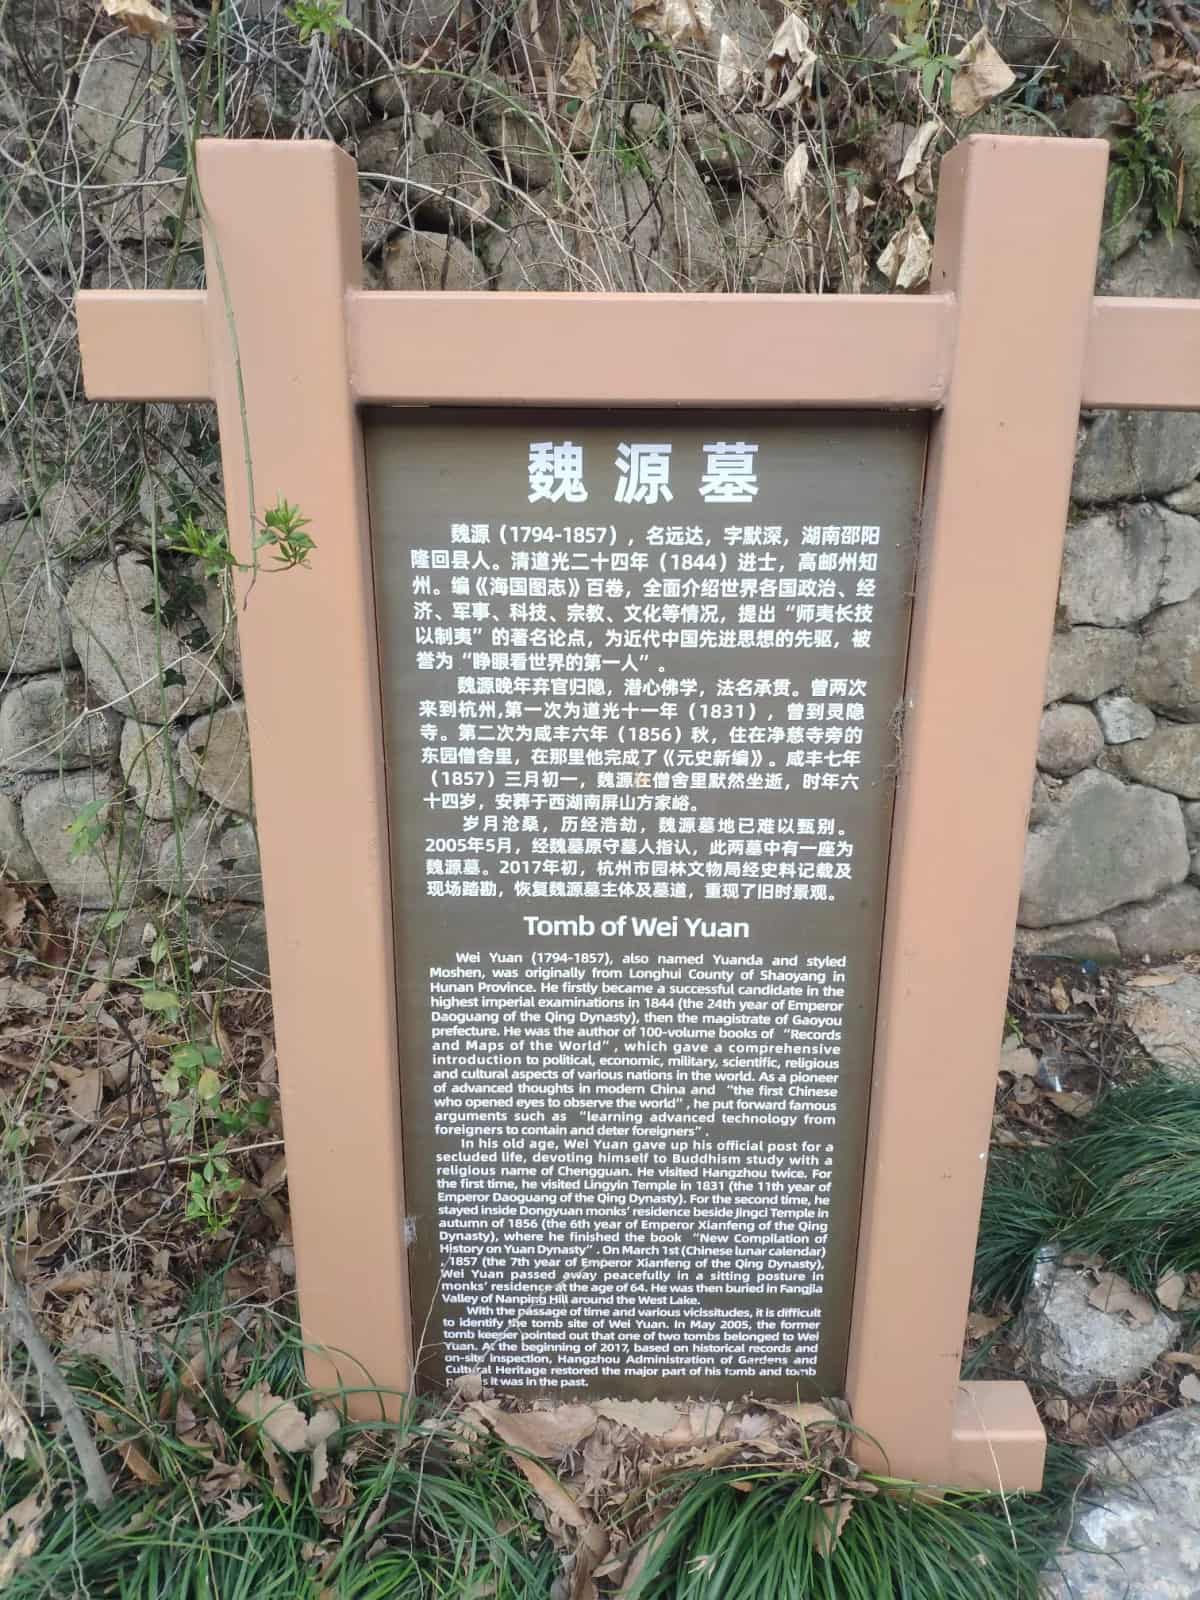 魏源墓
魏源（1794-1857），名远达，字默深，湖南邵阳
隆回县人。清道光二十四年（1844）进士，高邮州知
州。编《海国图志》百卷，全面介绍世界各国政治、经
济、军事、科技、宗教、文化等情况，提出“师夷长技
以制夷”的著名论点，为近代中国先进思想的先驱，被
誉为“睁眼看世界的第一人”。
魏源晚年弃官归隐，潜心佛学，法名承贯。曾两次
来到杭州,第一次为道光十一年（1831），曾到灵隐
寺。第二次为咸丰六年（1856）秋，住在净慈寺旁的
东园僧舍里，在那里他完成了《元史新编》。咸丰七年
（1857）三月初一，魏源在僧舍里默然坐逝，时年六
十四岁，安葬于西湖南屏山方家峪。
岁月沧桑，历经浩劫，魏源墓地已难以甄别。
2005年5月，经魏墓原守墓人指认，此两墓中有一座为
魏源墓。2017年初，杭州市园林文物局经史料记载及
现场踏勘，恢复魏源墓主体及墓道，重现了旧时景观。
Tomb of Wei Yuan
Wei Yuan (1794-1857), also named Yuanda and styled
Moshen, was originally from Longhui County of Shaoyang in
Hunan Province. He firstly became a successful candidate in the
highest imperial examinations in 1844 (the 24th year of Emperor
Daoguang of the Qing Dynasty), then the magistrate of Gaoyou
prefecture. He was the author of 100-volume books of “Records
and Maps of the World”, which gave a comprehensive
introduction to political, economic, military, scientific, religious
and cultural aspects of various nations in the world. As a pioneer
of advanced thoughts in modern China and “the first Chinese
who opened eyes to observe the world”, he put forward famous
arguments such as “learning advanced technology from
foreigners to contain and deter foreigners”.
In his old age, Wei Yuan gave up his official post for a
secluded life, devoting himself to Buddhism study with a
religious name of Chengguan. He visited Hangzhou twice. For
the first time, he visited Lingyin Temple in 1831 (the 11th year of
Emperor Daoguang of the Qing Dynasty). For the second time, he
stayed inside Dongyuan monks’ residence beside Jingci Temple in
autumn of 1856 (the 6th year of Emperor Xianfeng of the Qing
Dynasty), where he finished the book “New Compilation of
History on Yuan Dynasty”. On March 1st (Chinese lunar calendar)
, 1857 (the 7th year of Emperor Xianfeng of the Qing Dynasty),
Wei Yuan passed away peacefully in a sitting posture in
monks’ residence at the age of 64. He was then buried in Fangjia
Valley of Nanping Hill around the West Lake.
With the passage of time and various vicissitudes, it is difficult
to identify the tomb site of Wei Yuan. In May 2005, the former
tomb keeper pointed out that one of two tombs belonged to Wei
Yuan. At the beginning of 2017, based on historical records and
on-site inspection, Hangzhou Administration of Gardens and
Cultural Heritage restored the major part of his tomb and tomb
it was in the past.